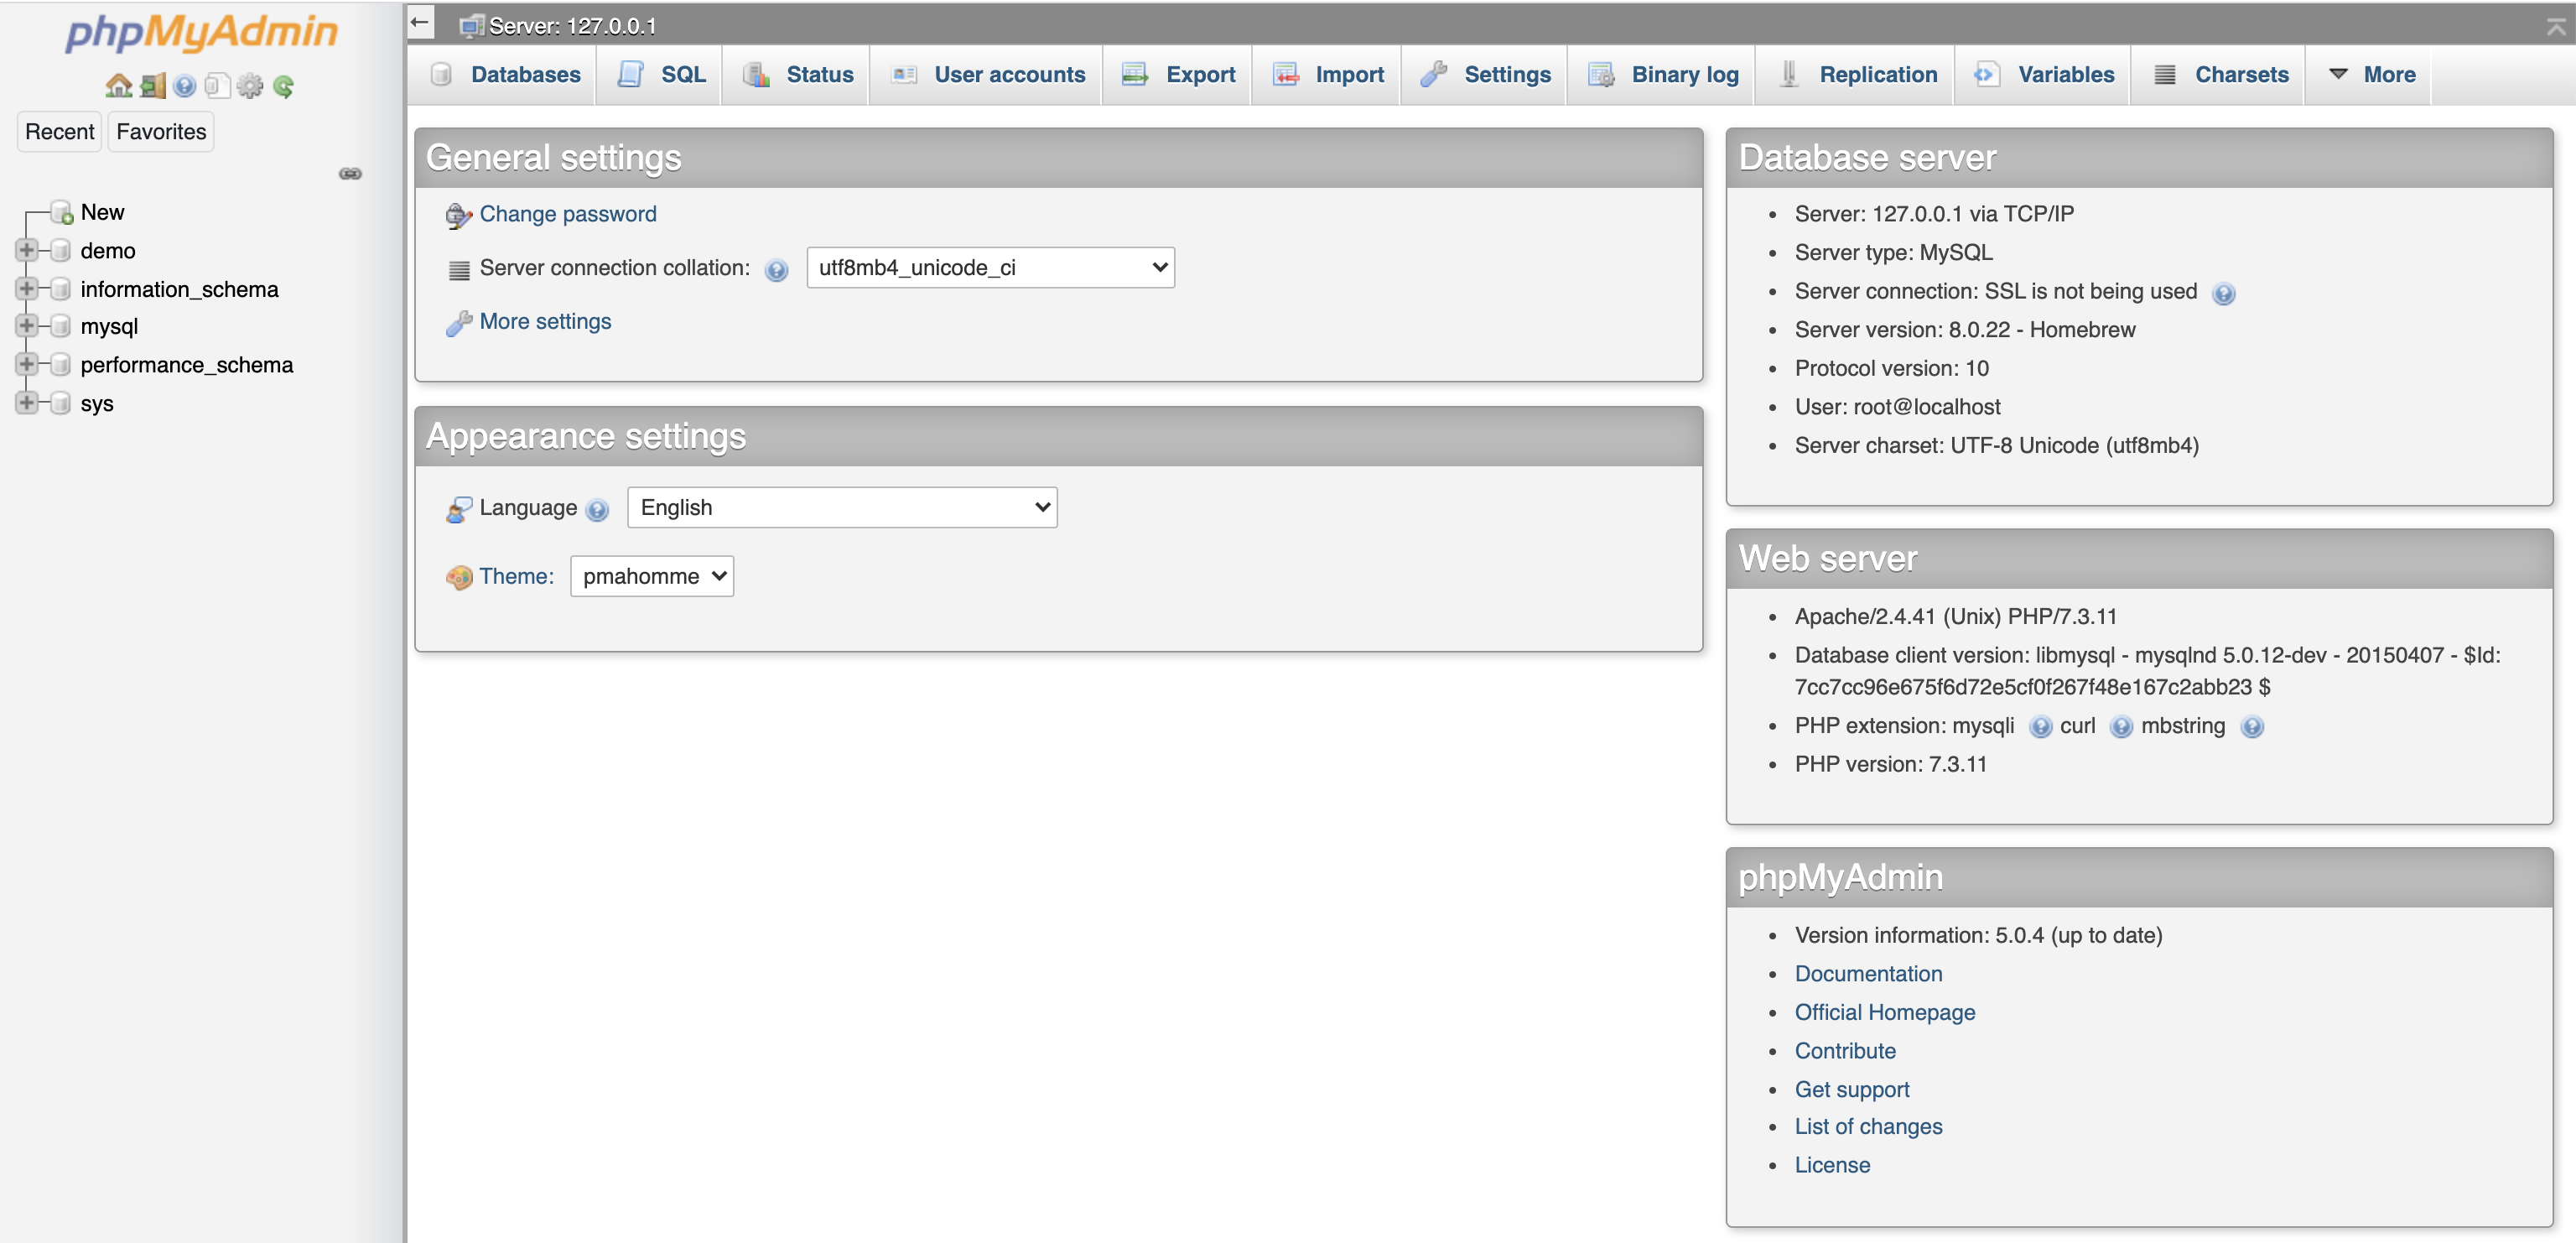 phpMyAdmin
Recent Favorites
New
demo
information_schema
mysql
performance_schema
sys
Server: 127.0.0.1
Databases SQL Status User accounts Export Import Settings Binary log Replication Variables Charsets More
General settings
Change password
Server connection collation: utf8mb4_unicode_ci
More settings
Appearance settings
Language English
Theme: pmahomme
Database server
Server: 127.0.0.1 via TCP/IP
Server type: MySQL
Server connection: SSL is not being used
Server version: 8.0.22 - Homebrew
Protocol version: 10
User: root@localhost
Server charset: UTF-8 Unicode (utf8mb4)
Web server
Apache/2.4.41 (Unix) PHP/7.3.11
Database client version: libmysql - mysqlnd 5.0.12-dev - 20150407 - $Id:
7cc7cc96e675f6d72e5cf0f267f48e167c2abb23 $
PHP extension: mysqli curl mbstring
PHP version: 7.3.11
phpMyAdmin
Version information: 5.0.4 (up to date)
Documentation
Official Homepage
Contribute
Get support
List of changes
License